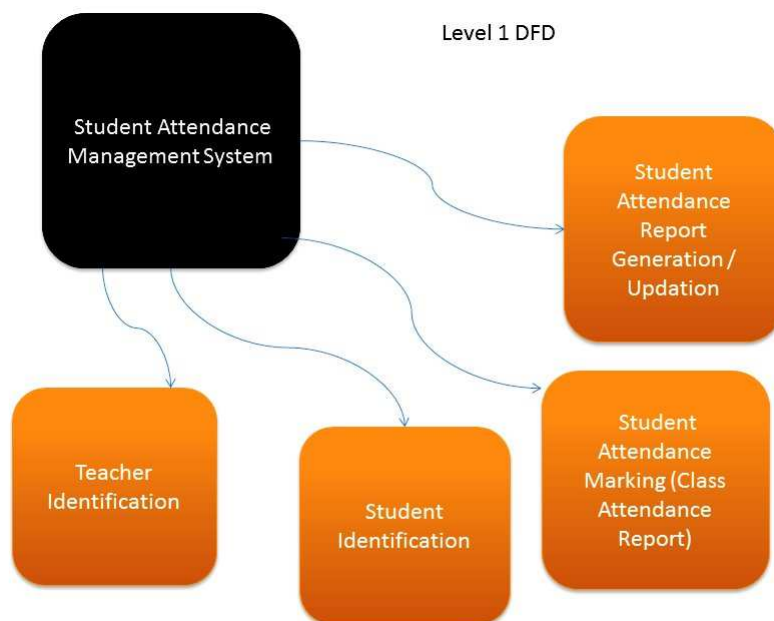 Level 1 DFD
Student Attendance
Management System
Student
Attendance
Report
Generation /
Updation
Teacher
Identification
Student
Identification
Student
Attendance
Marking (Class
Attendance
Report)